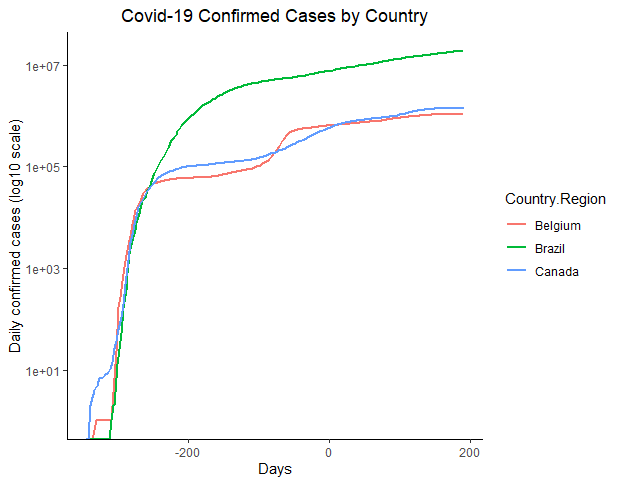 Covid-19 Confirmed Cases by Country
Daily confirmed cases (log10 scale)
1e+07
1e+05
1e+03
1e+01
-200
0
200
Days
Country.Region
Belgium
Brazil
Canada